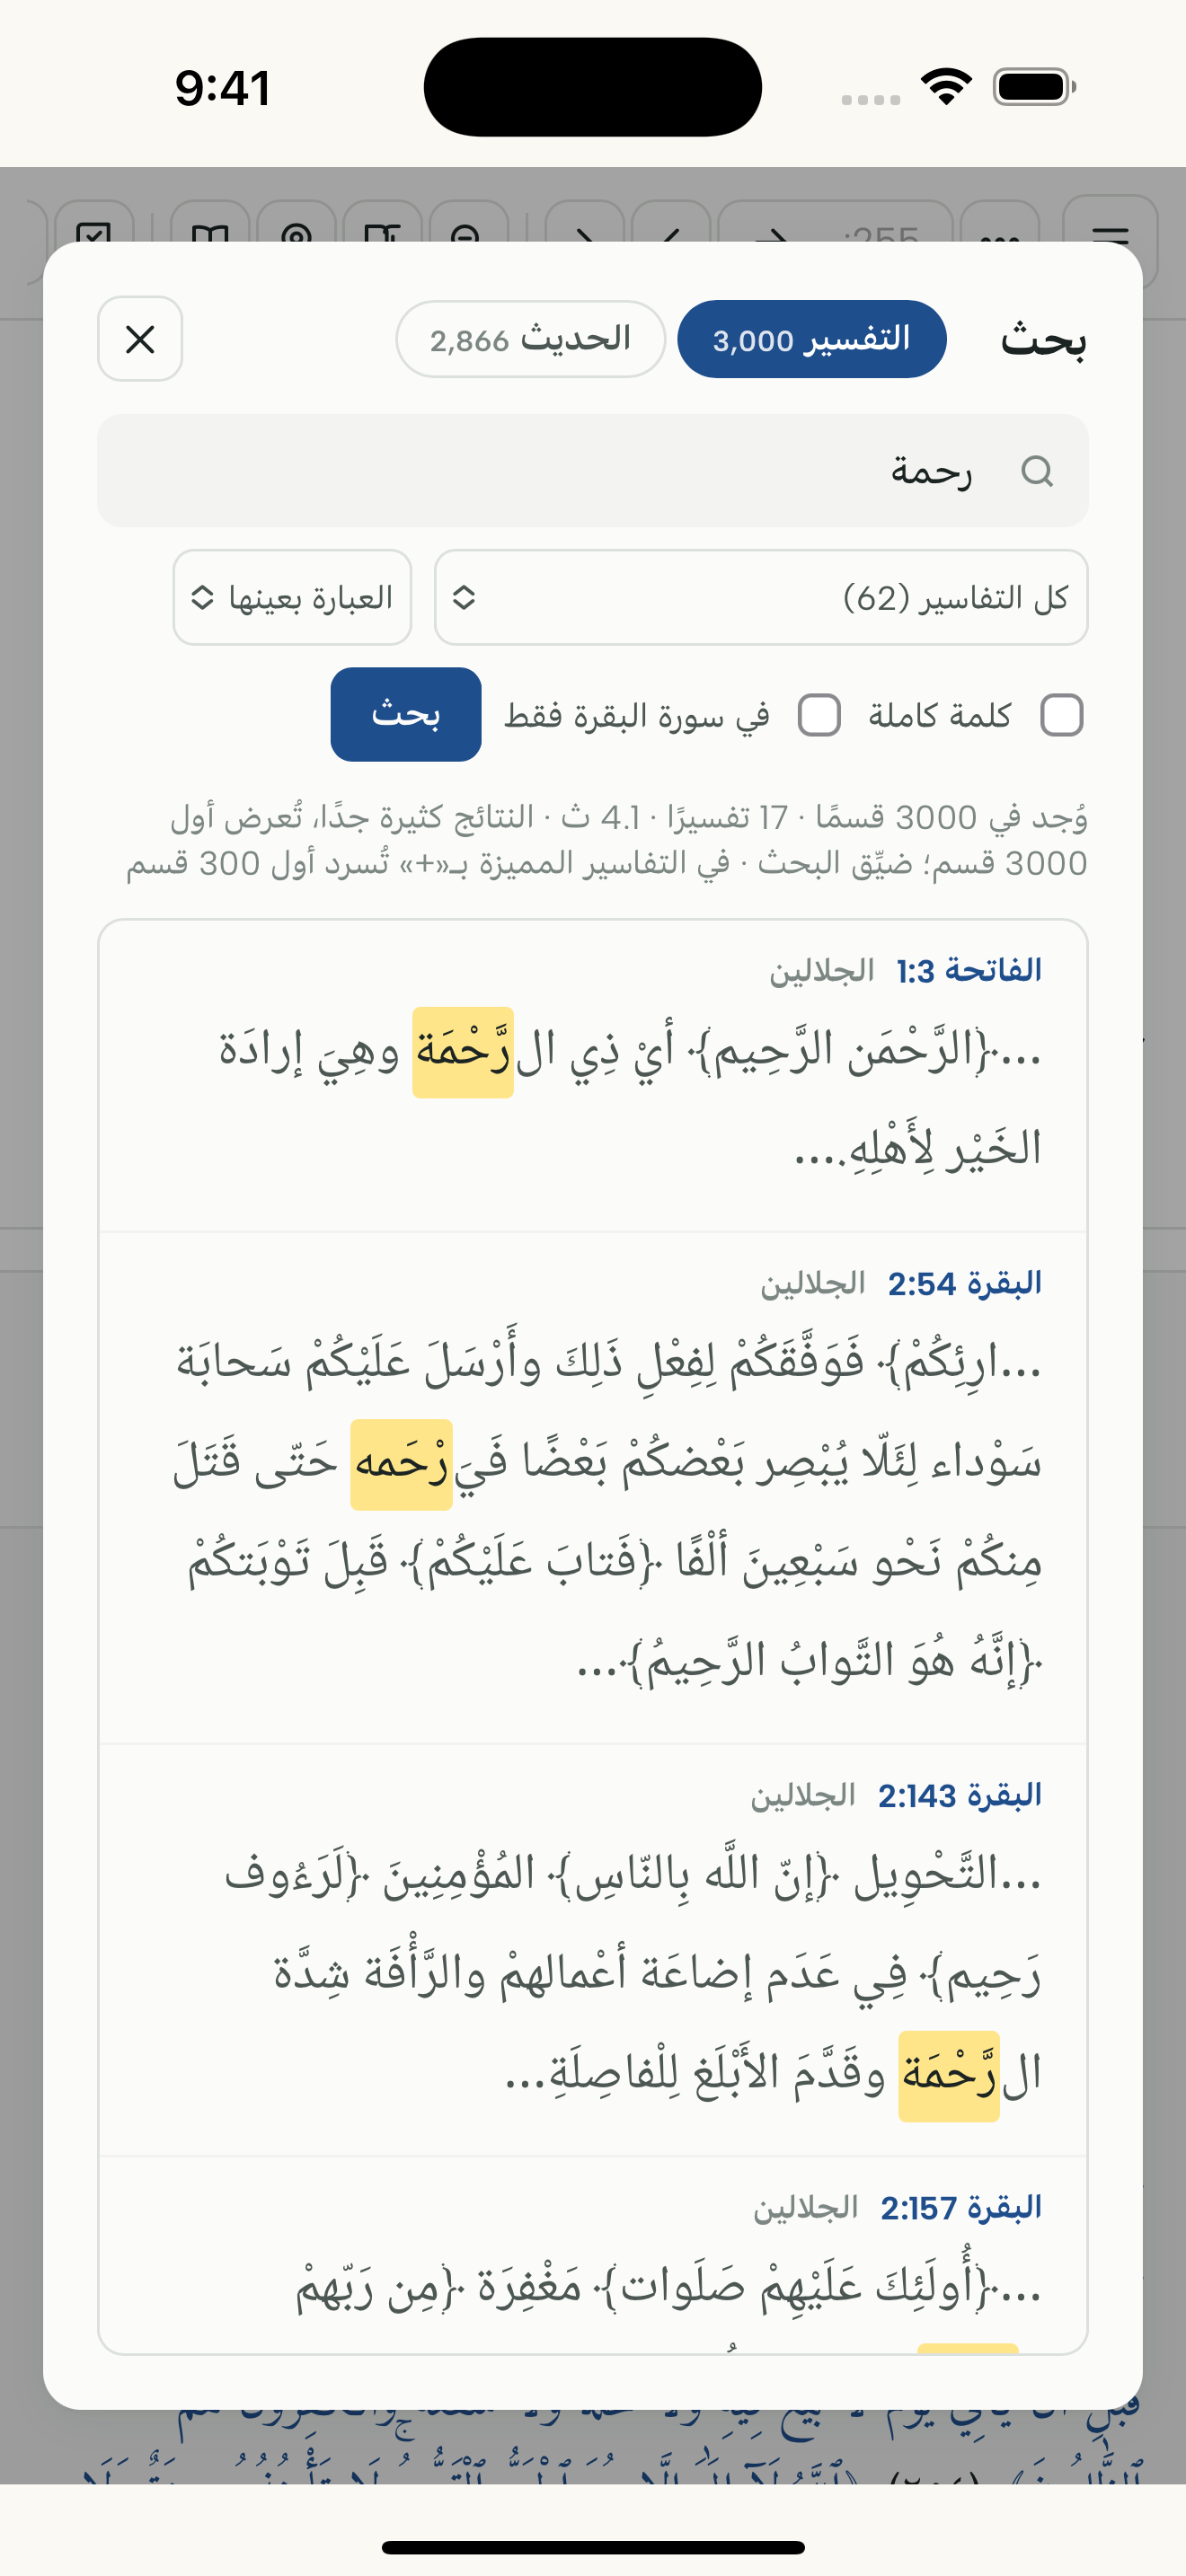 9:41
:255
بحث
التفسير 3,000
الحديث 2,866
رحمة
كل التفاسير (62)
العبارة بعينها
كلمة كاملة
في سورة البقرة فقط
بحث
وُجد في 3000 قسمًا · 17 تفسيرًا · 4.1 ث · النتائج كثيرة جدًا، تُعرض أول
3000 قسم؛ ضيِّق البحث · في التفاسير المميزة بـ«+» تُسرد أول 300 قسم
الفاتحة 1:3 الجلالين
...﴿الرَّحْمَن الرَّحِيم﴾ أيْ ذِي الرَّحْمَة وهِيَ إرادَة
الخَيْر لِأَهْلِهِ....
البقرة 2:54 الجلالين
...ارِئِكُمْ﴾ فَوَفَّقَكُمْ لِفِعْلِ ذَلِكَ وأَرْسَلَ عَلَيْكُمْ سَحابَة
سَوْداء لِئَلّا يُبْصِر بَعْضكُمْ بَعْضًا فَيَرْحَمه حَتّى قَتَلَ
مِنكُمْ نَحْو سَبْعِينَ ألْفًا ﴿فَتابَ عَلَيْكُمْ﴾ قَبِلَ تَوْبَتكُمْ
﴿إنَّهُ هُوَ التَّوابُ الرَّحِيمُ﴾...
البقرة 2:143 الجلالين
...التَّحْوِيل ﴿إنّ اللَّه بِالنّاسِ﴾ المُؤْمِنِينَ ﴿لَرَءُوف
رَحِيم﴾ فِي عَدَم إضاعَة أعْمالهمْ والرَّأْفَة شِدَّة
الرَّحْمَة وقَدَّمَ الأَبْلَغ لِلْفاصِلَةِ...
البقرة 2:157 الجلالين
...﴿أُولَئِكَ عَلَيْهِمْ صَلَوات﴾ مَغْفِرَة ﴿مِن رَبّهمْ